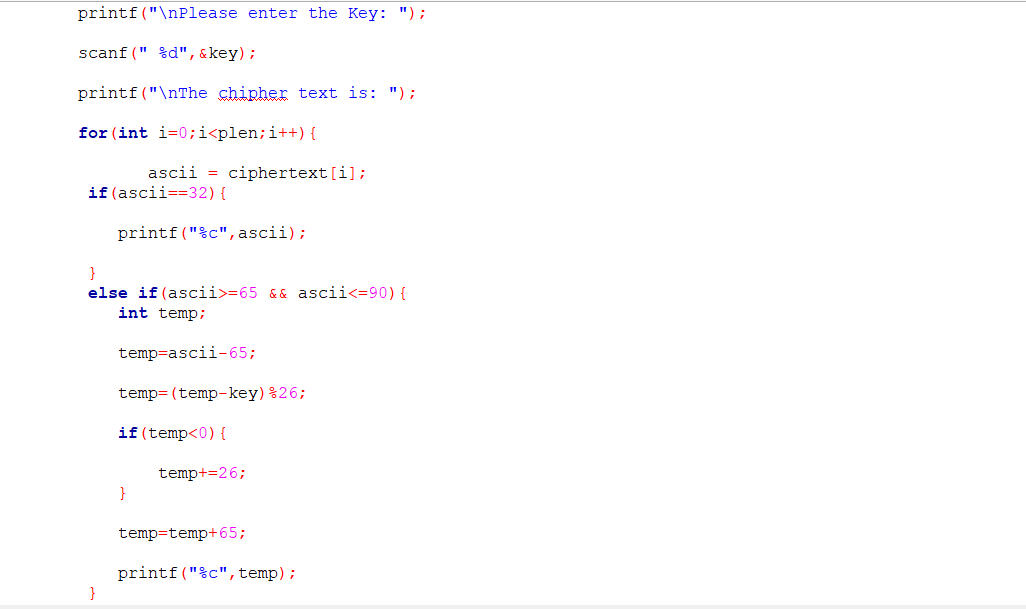 printf("\nPlease enter the Key: ");
scanf(" %d",&key);
printf("\nThe chipher text is: ");
for(int i=0;i<plen;i++){
ascii = ciphertext[i];
if(ascii==32){
printf("%c",ascii);
}
else if(ascii>=65 && ascii<=90){
int temp;
temp=ascii-65;
temp=(temp-key)%26;
if(temp<0){
temp+=26;
}
temp=temp+65;
printf("%c",temp);
}